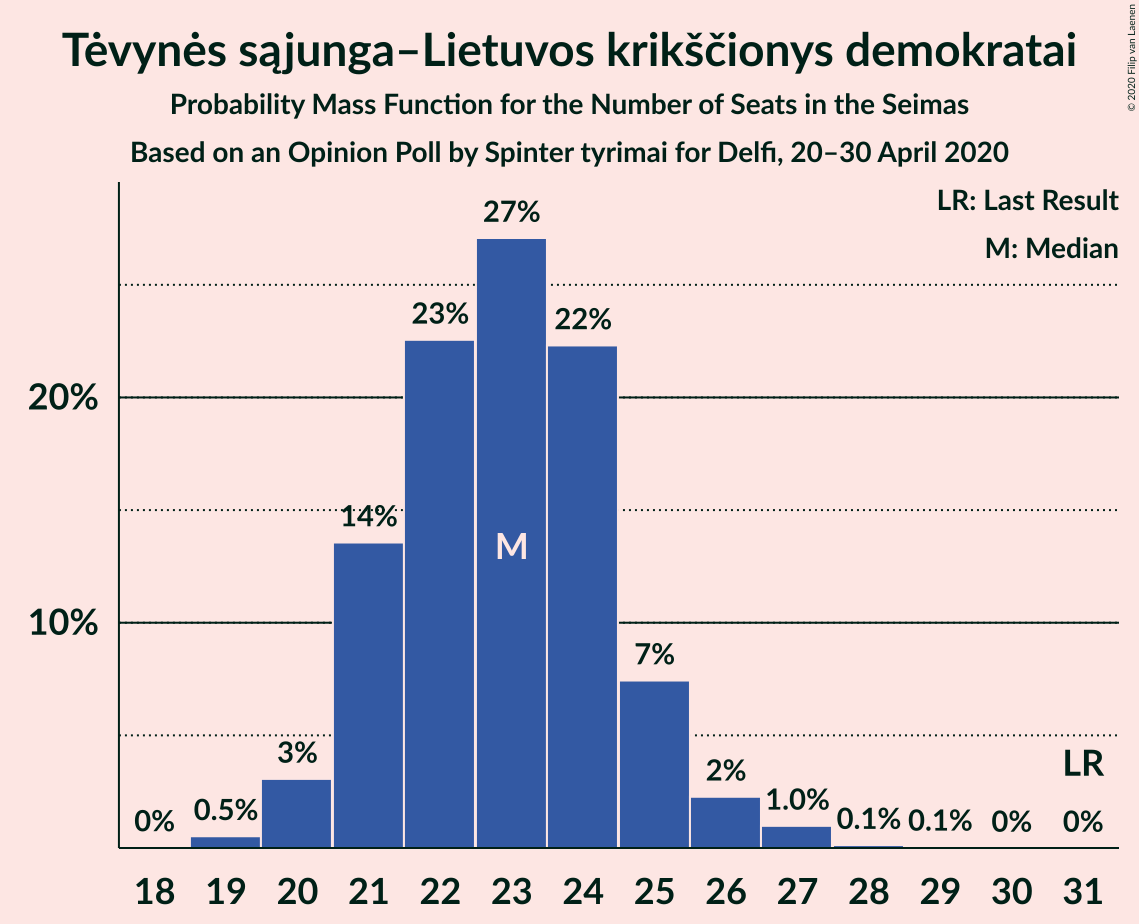 Tėvynės sąjunga–Lietuvos krikščionys demokratai
Probability Mass Function for the Number of Seats in the Seimas
Based on an Opinion Poll by Spinter tyrimai for Delfi, 20–30 April 2020
© 2020 Filip van Laenen
LR: Last Result
M: Median
27%
23%
22%
20%
14%
M
10%
7%
3%
2%
LR
0%
0.5%
1.0%
0.1%
0.1%
0%
0%
18 19 20 21 22 23 24 25 26 27 28 29 30 31